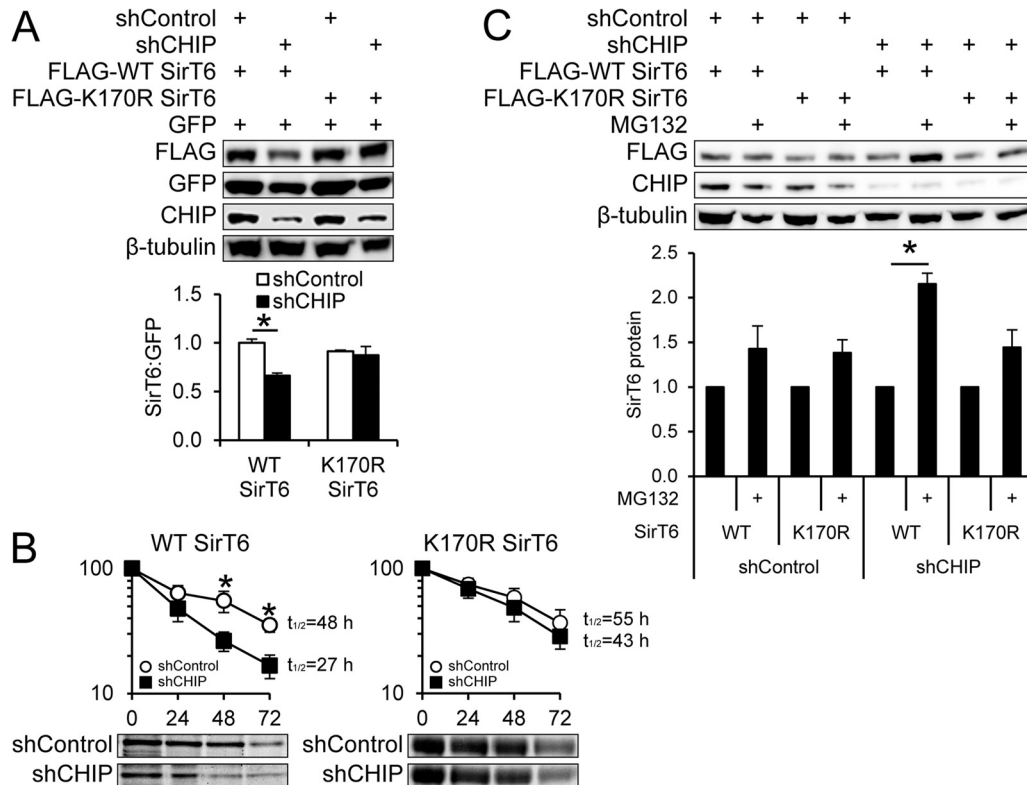 A
shControl + +
shCHIP + +
FLAG-WT SirT6 + +
FLAG-K170R SirT6 + +
GFP + + + +
FLAG
GFP
CHIP
β-tubulin
shControl
shCHIP
SirT6:GFP
1.5
1.0
0.5
0.0
*
WT
SirT6
K170R
SirT6
B
WT SirT6
100
10
* *
t1/2=48 h
t1/2=27 h
shControl
shCHIP
0 24 48 72
shControl
shCHIP
K170R SirT6
100
10
t1/2=55 h
t1/2=43 h
shControl
shCHIP
0 24 48 72
shControl
shCHIP
C
shControl + + + +
shCHIP + + + +
FLAG-WT SirT6 + + + +
FLAG-K170R SirT6 + + + +
MG132 + + + +
FLAG
CHIP
β-tubulin
SirT6 protein
2.5
2.0
1.5
1.0
0.5
0.0
*
MG132 + + + +
SirT6 WT K170R WT K170R
shControl shCHIP